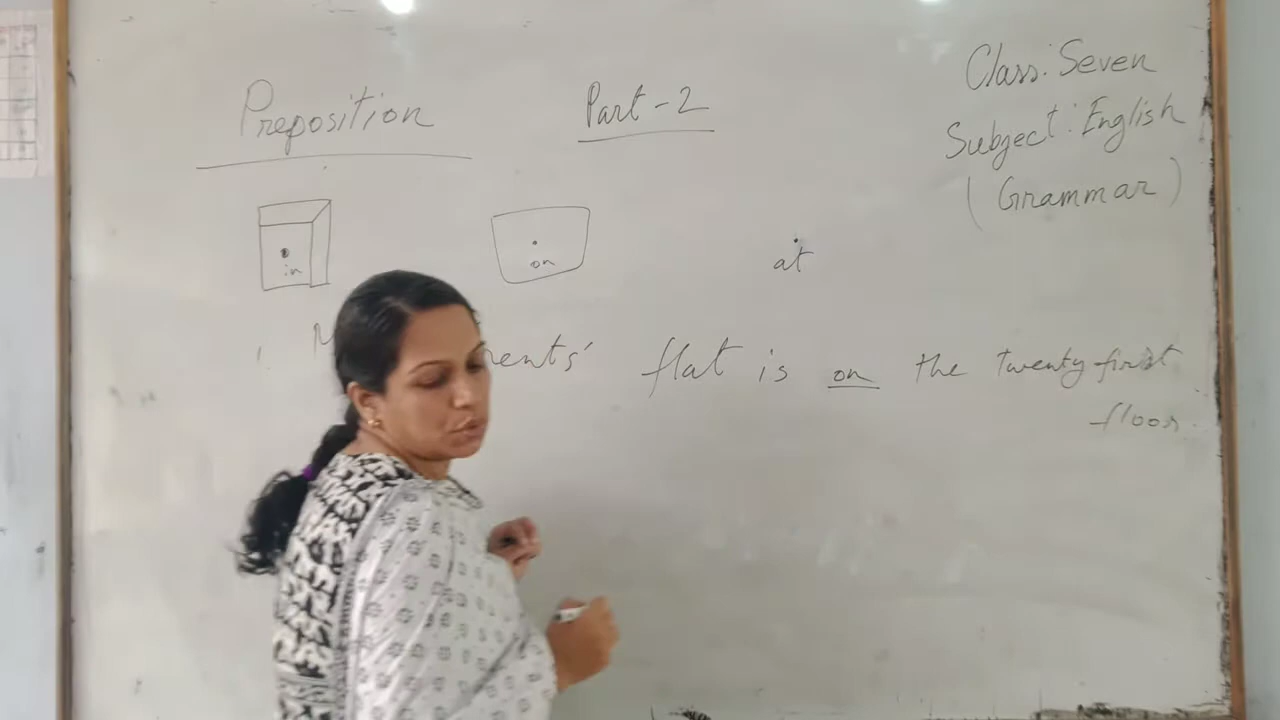 Preposition Part-2
Class: Seven
Subject: English
(Grammar)
in on at
flat is on the twenty first
floor.